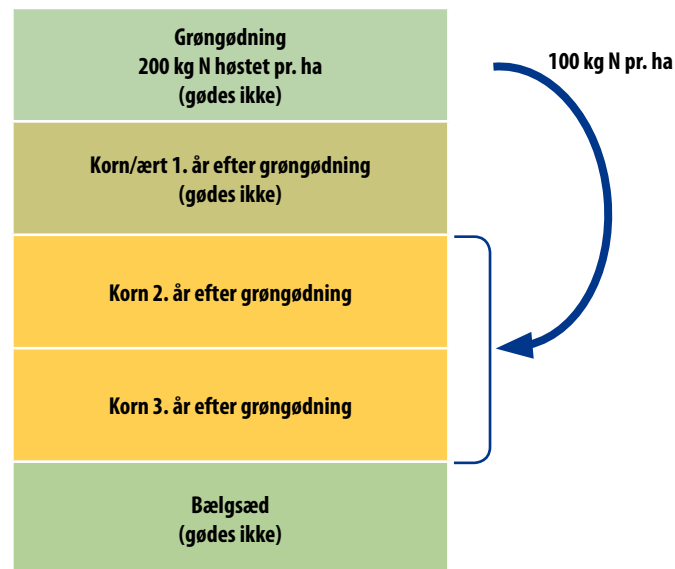 Grøngødning
200 kg N høstet pr. ha
(gødes ikke)
100 kg N pr. ha
Korn/ært 1. år efter grøngødning
(gødes ikke)
Korn 2. år efter grøngødning
Korn 3. år efter grøngødning
Bælgsæd
(gødes ikke)